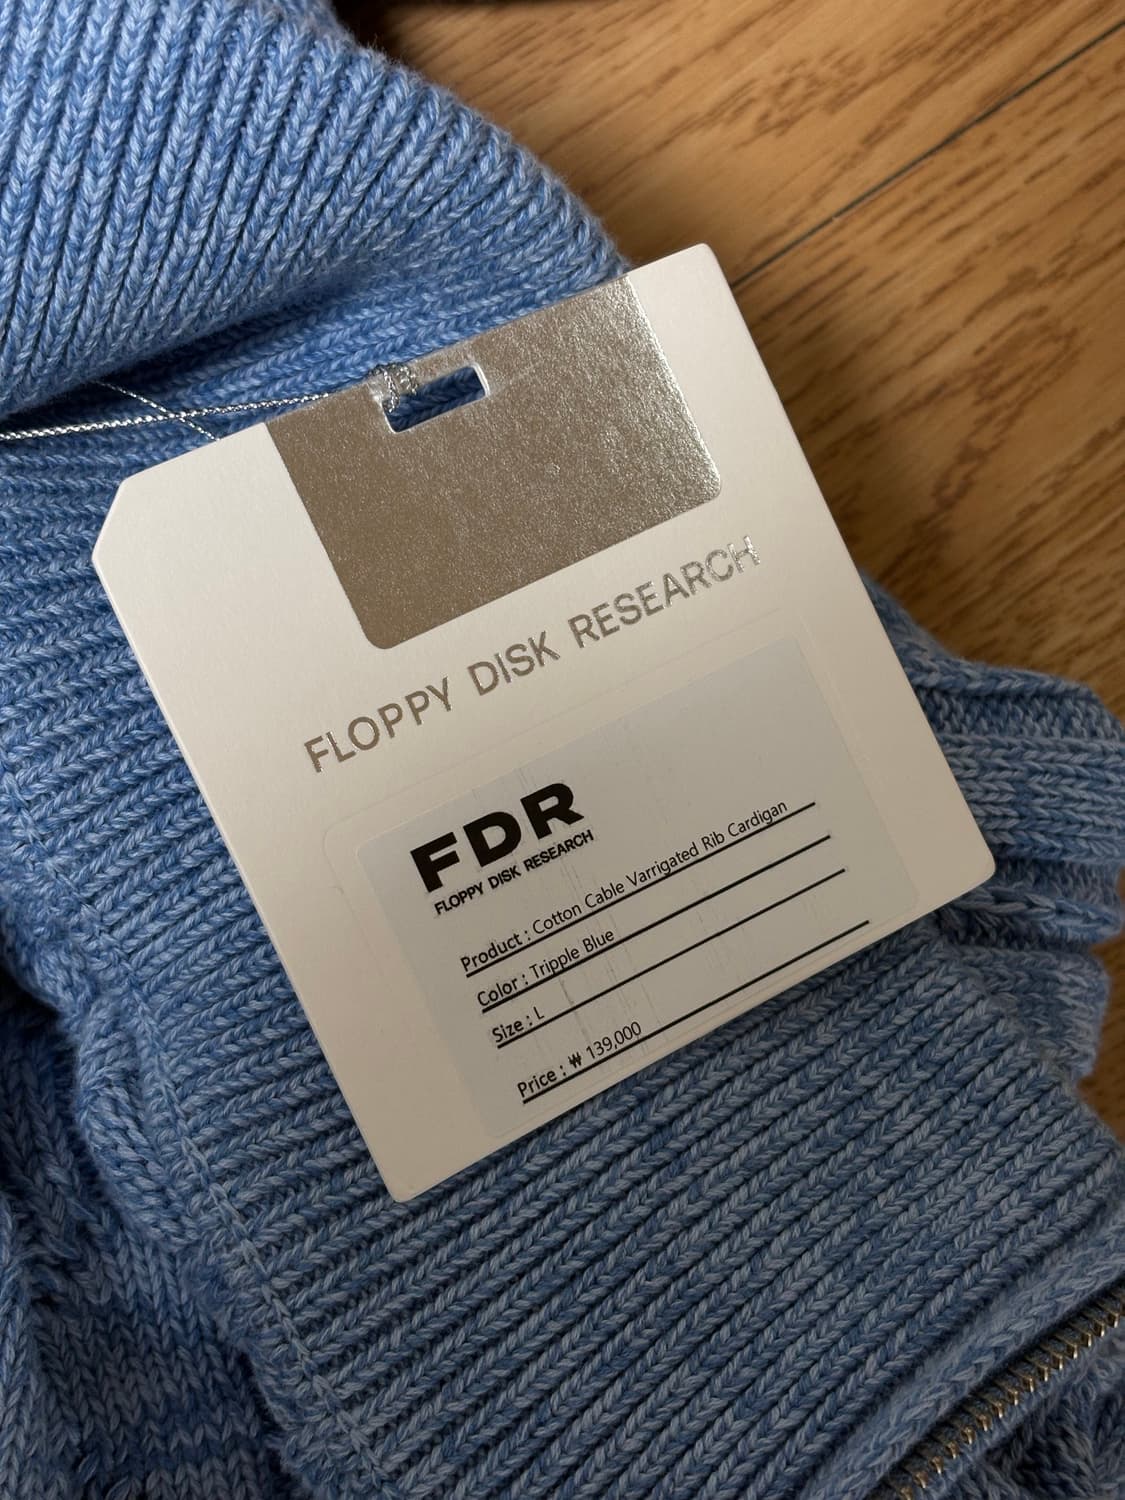 FLOPPY DISK RESEARCH
FDR
FLOPPY DISK RESEARCH
Product : Cotton Cable Varrigated Rib Cardigan
Color : Tripple Blue
Size : L
Price : ₩ 139,000